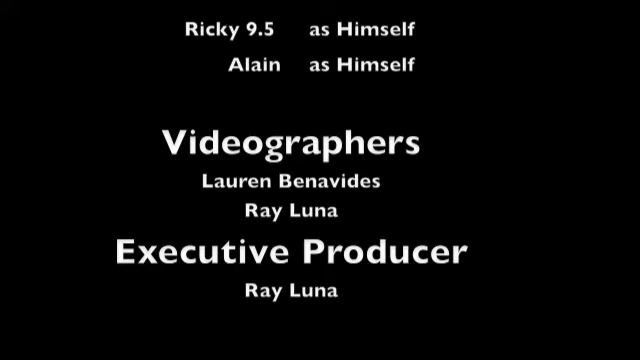 Ricky 9.5 as Himself
Alain as Himself
Videographers
Lauren Benavides
Ray Luna
Executive Producer
Ray Luna